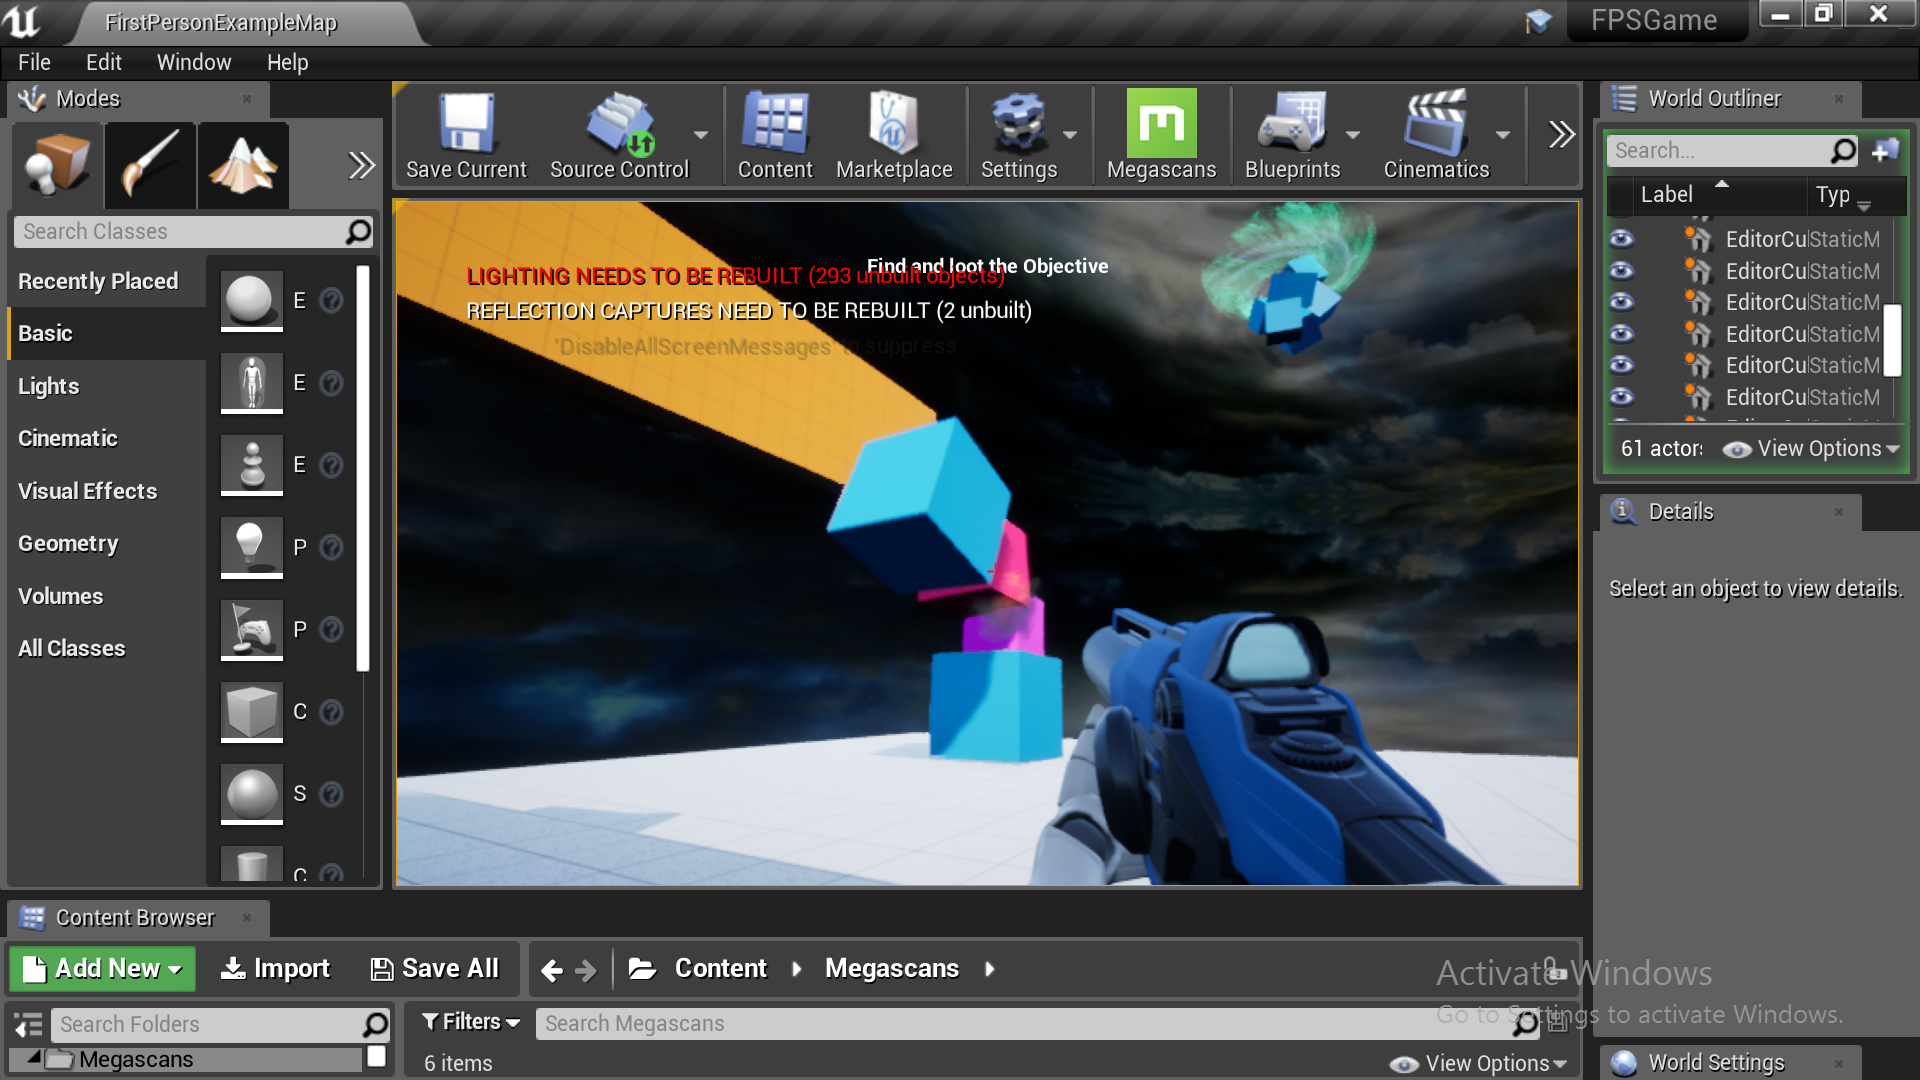 FirstPersonExampleMap
FPSGame
File Edit Window Help
Modes
Save Current Source Control Content Marketplace Settings Megascans Blueprints Cinematics
World Outliner
Search...
Label Typ
Search Classes
Recently Placed
Basic
Lights
Cinematic
Visual Effects
Geometry
Volumes
All Classes
E
E
E
P
P
C
S
C
Find and loot the Objective
LIGHTING NEEDS TO BE REBUILT (293 unbuilt objects)
REFLECTION CAPTURES NEED TO BE REBUILT (2 unbuilt)
'DisableAllScreenMessages' to suppress
EditorCu StaticM
EditorCu StaticM
EditorCu StaticM
EditorCu StaticM
EditorCu StaticM
EditorCu StaticM
61 actor View Options
Details
Select an object to view details.
Content Browser
Add New Import Save All Content Megascans
Search Folders
Filters Search Megascans
Megascans
6 items View Options
Activate Windows
Go to Settings to activate Windows.
World Settings